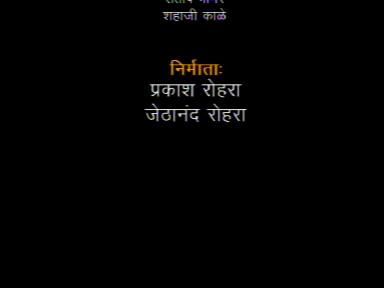 शहाजी काळे
निर्माताः
प्रकाश रोहरा
जेठानंद रोहरा